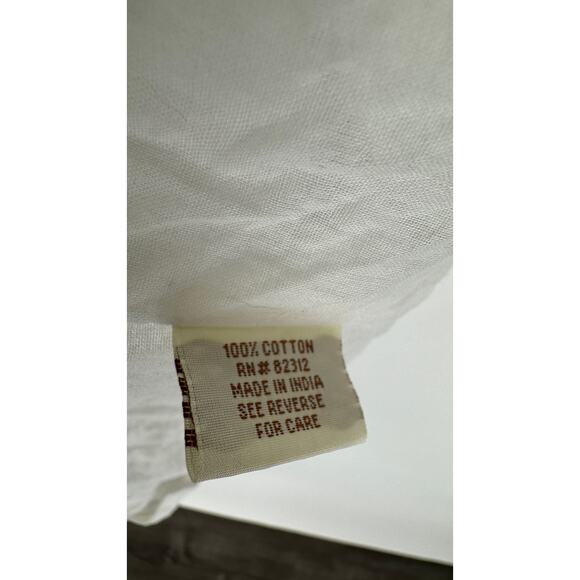 100% COTTON
RN# 82312
MADE IN INDIA
SEE REVERSE
FOR CARE